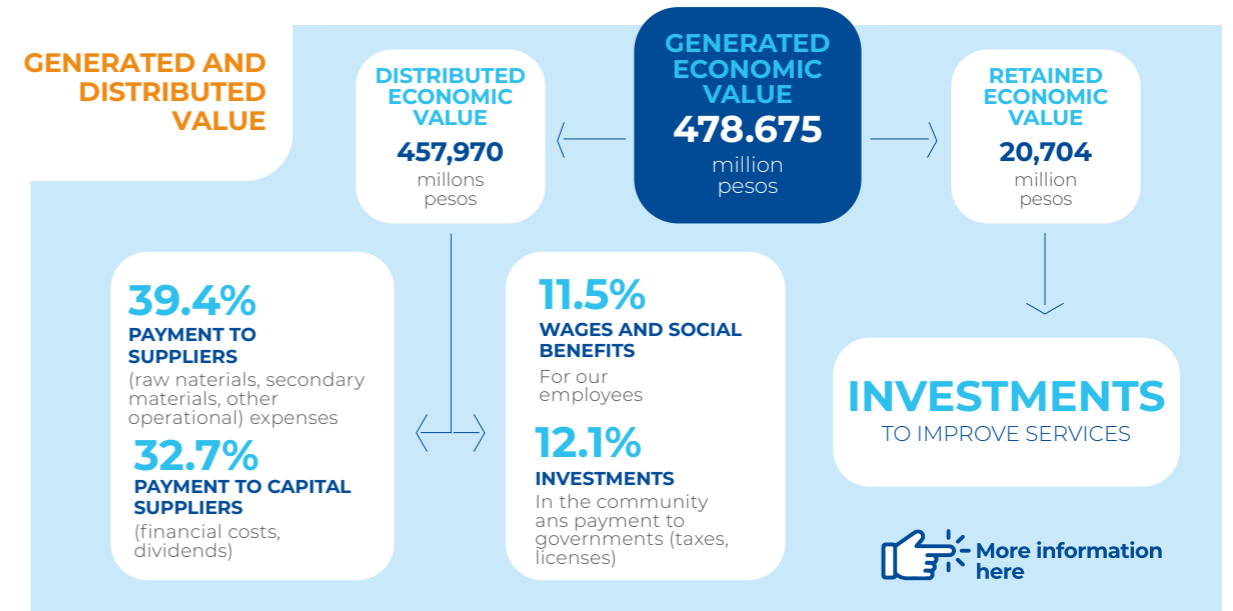 GENERATED AND
DISTRIBUTED
VALUE
DISTRIBUTED
ECONOMIC
VALUE
457,970
millons
pesos
GENERATED
ECONOMIC
VALUE
478.675
million
pesos
RETAINED
ECONOMIC
VALUE
20,704
million
pesos
39.4%
PAYMENT TO
SUPPLIERS
(raw naterials, secondary
materials, other
operational) expenses
32.7%
PAYMENT TO CAPITAL
SUPPLIERS
(financial costs,
dividends)
11.5%
WAGES AND SOCIAL
BENEFITS
For our
employees
12.1%
INVESTMENTS
In the community
ans payment to
governments (taxes,
licenses)
INVESTMENTS
TO IMPROVE SERVICES
More information
here